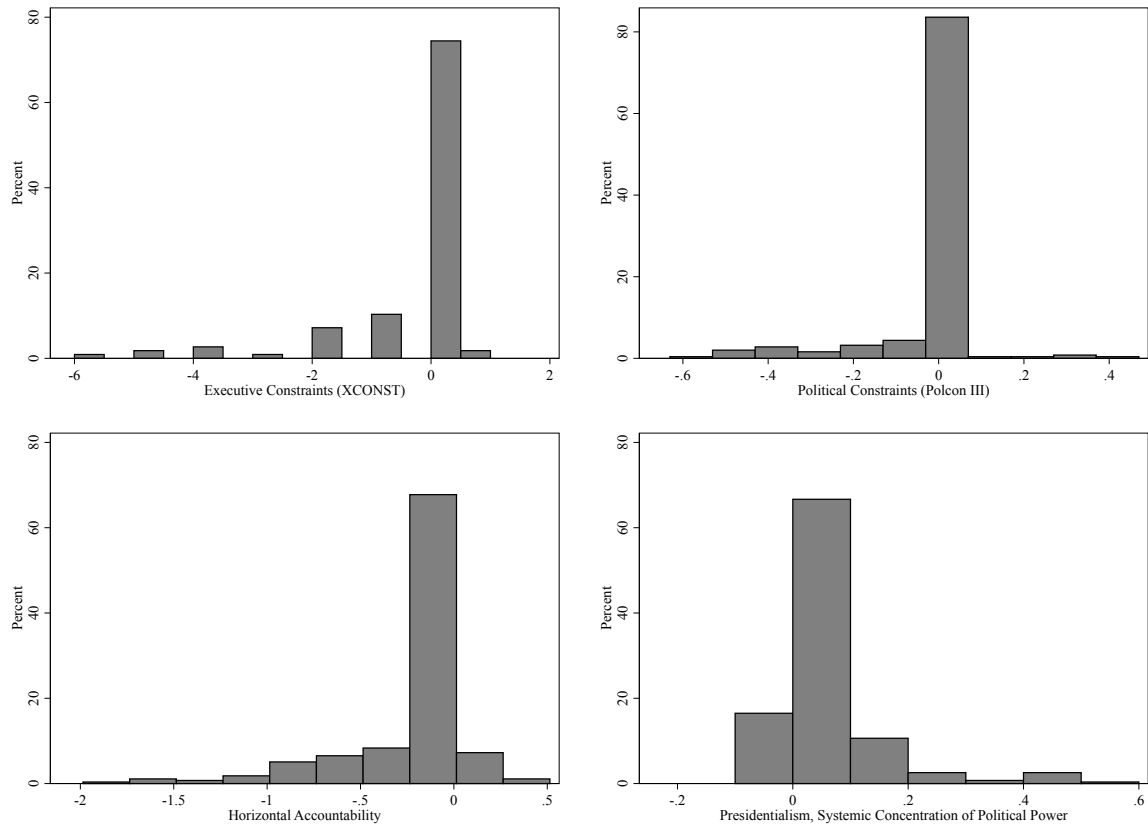 80
60
40
20
0
Percent
-6 -4 -2 0 2
Executive Constraints (XCONST)
80
60
40
20
0
Percent
-.6 -.4 -.2 0 .2 .4
Political Constraints (Polcon III)
80
60
40
20
0
Percent
-2 -1.5 -1 -.5 0 .5
Horizontal Accountability
80
60
40
20
0
Percent
-.2 0 .2 .4 .6
Presidentialism, Systemic Concentration of Political Power